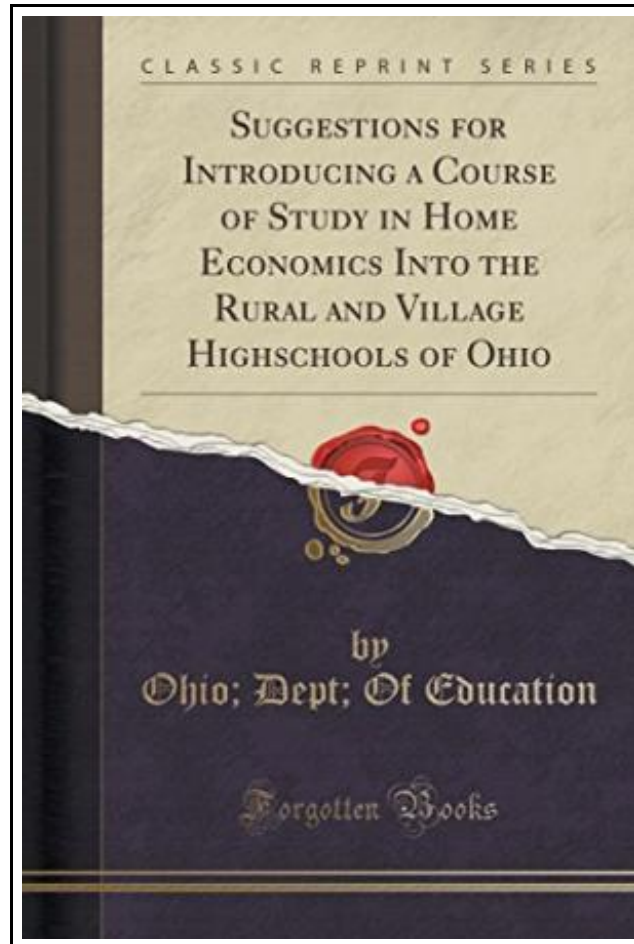 CLASSIC REPRINT SERIES
SUGGESTIONS FOR
INTRODUCING A COURSE
OF STUDY IN HOME
ECONOMICS INTO THE
RURAL AND VILLAGE
HIGHSCHOOLS OF OHIO
by
Ohio; Dept; Of Education
Forgotten Books